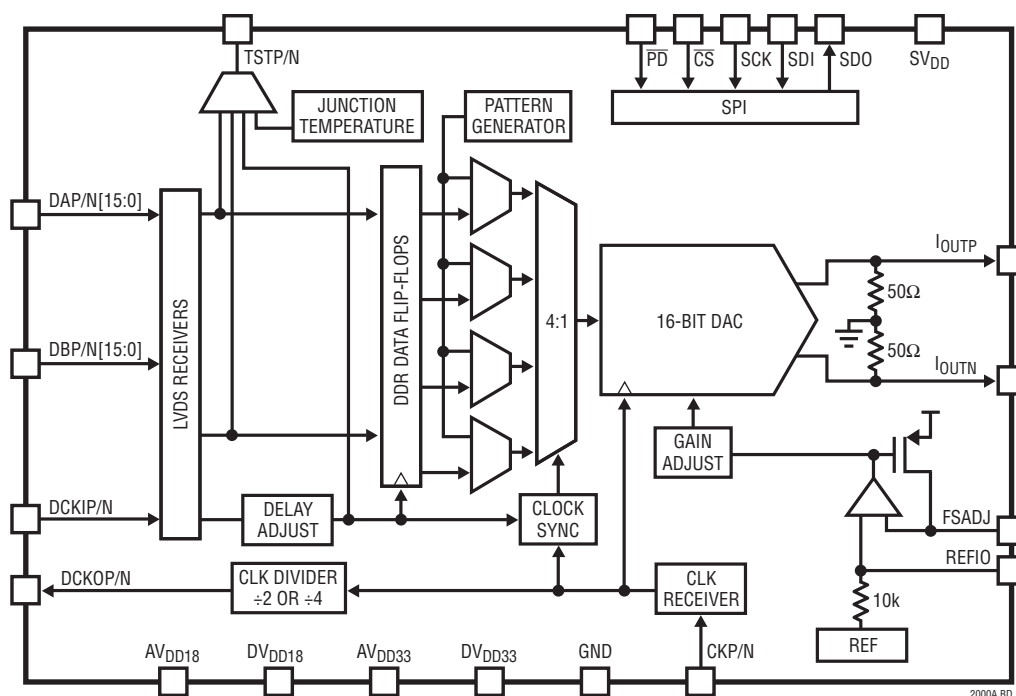 TSTP/N
PD
CS
SCK
SDI
SDO
SVDD
JUNCTION
TEMPERATURE
PATTERN
GENERATOR
SPI
DAP/N[15:0]
DBP/N[15:0]
DCKIP/N
DCKOP/N
LVDS RECEIVERS
DDR DATA FLIP-FLOPS
4:1
16-BIT DAC
IOUTP
50Ω
50Ω
IOUTN
GAIN
ADJUST
DELAY
ADJUST
CLOCK
SYNC
FSADJ
REFIO
CLK DIVIDER
÷2 OR ÷4
CLK
RECEIVER
10k
REF
AVDD18
DVDD18
AVDD33
DVDD33
GND
CKP/N
2000A BD